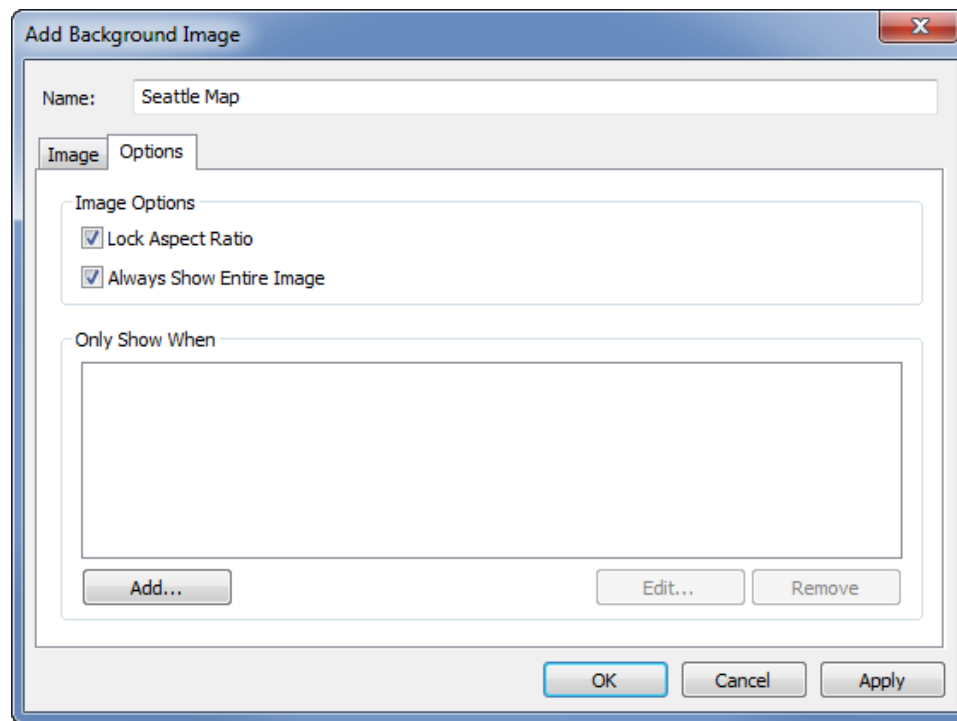 Add Background Image
Name: Seattle Map
Image Options
Image Options
Lock Aspect Ratio
Always Show Entire Image
Only Show When
Add... Edit... Remove
OK Cancel Apply